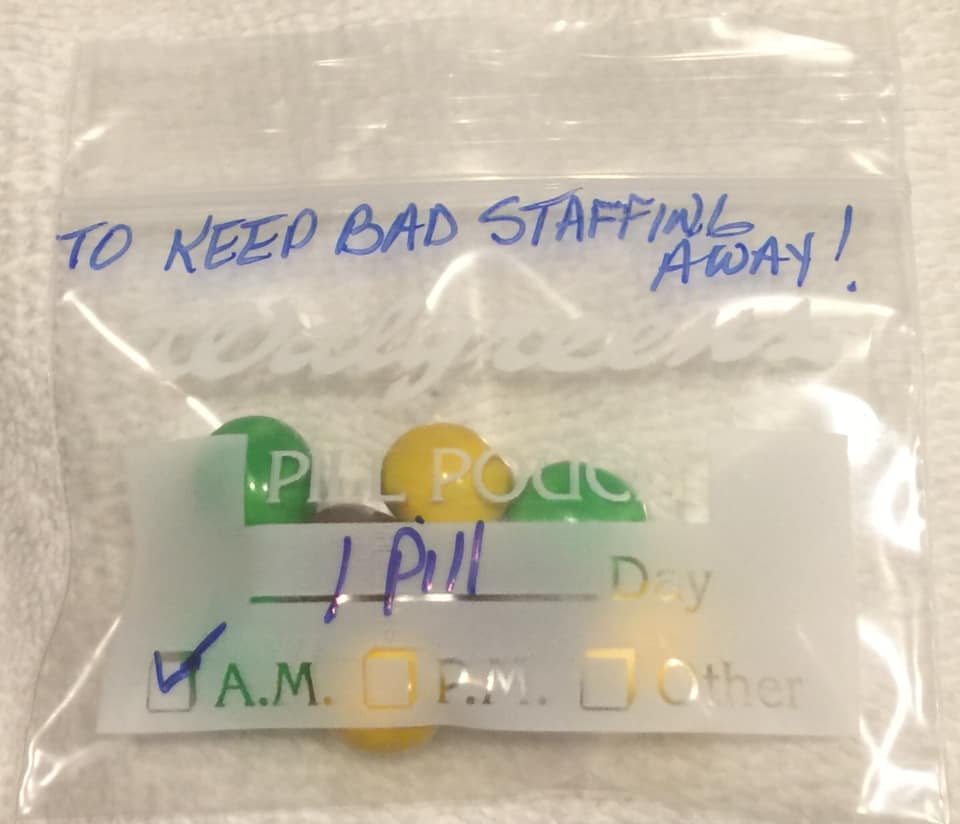 TO KEEP BAD STAFFING
AWAY!
Walgreens
PILL POUCH
1 Pill Day
A.M. P.M. Other